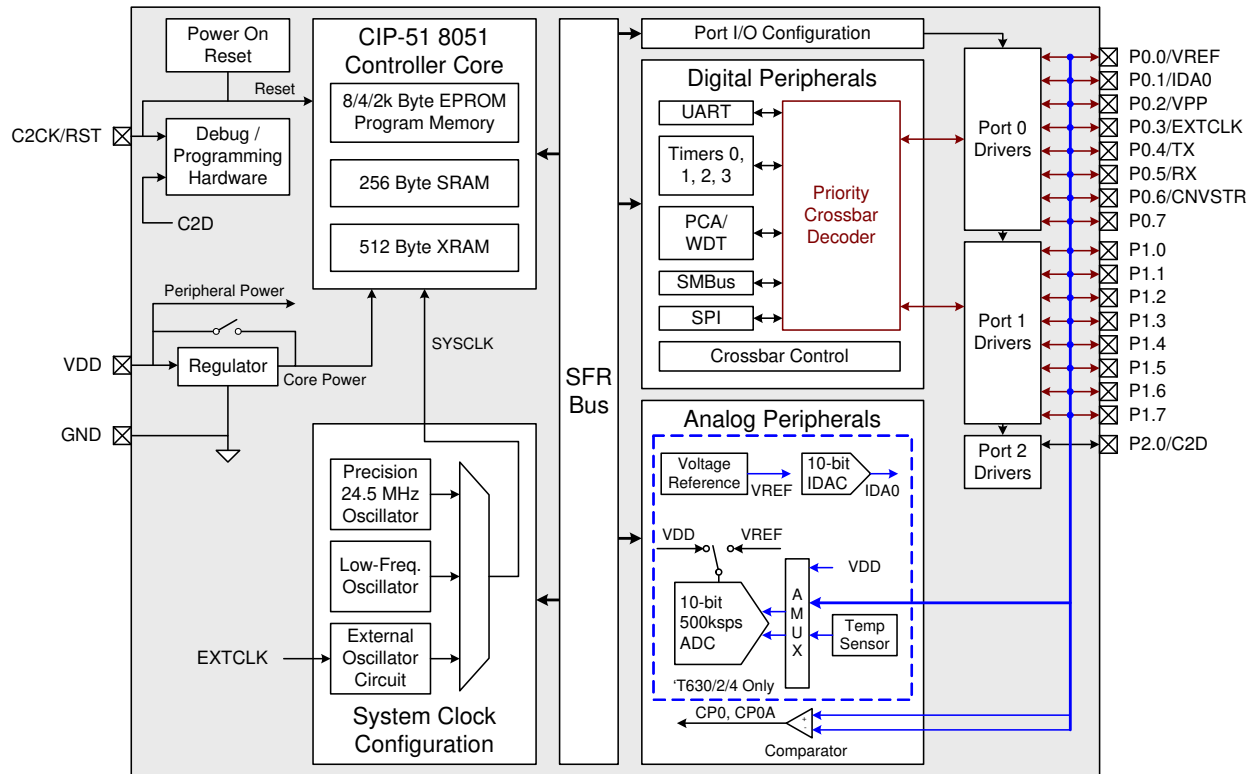 Power On
Reset
Reset
C2CK/RST
Debug /
Programming
Hardware
C2D
Peripheral Power
VDD
Regulator
Core Power
GND
CIP-51 8051
Controller Core
8/4/2k Byte EPROM
Program Memory
256 Byte SRAM
512 Byte XRAM
SYSCLK
Precision
24.5 MHz
Oscillator
Low-Freq.
Oscillator
EXTCLK
External
Oscillator
Circuit
System Clock
Configuration
SFR
Bus
Port I/O Configuration
Digital Peripherals
UART
Timers 0,
1, 2, 3
PCA/
WDT
SMBus
SPI
Priority
Crossbar
Decoder
Crossbar Control
Analog Peripherals
Voltage
Reference
VREF
10-bit
IDAC
IDA0
VDD
VREF
VDD
10-bit
500ksps
ADC
A
M
U
X
Temp
Sensor
‘T630/2/4 Only
CP0, CP0A
+
-
Comparator
Port 0
Drivers
Port 1
Drivers
Port 2
Drivers
P0.0/VREF
P0.1/IDA0
P0.2/VPP
P0.3/EXTCLK
P0.4/TX
P0.5/RX
P0.6/CNVSTR
P0.7
P1.0
P1.1
P1.2
P1.3
P1.4
P1.5
P1.6
P1.7
P2.0/C2D